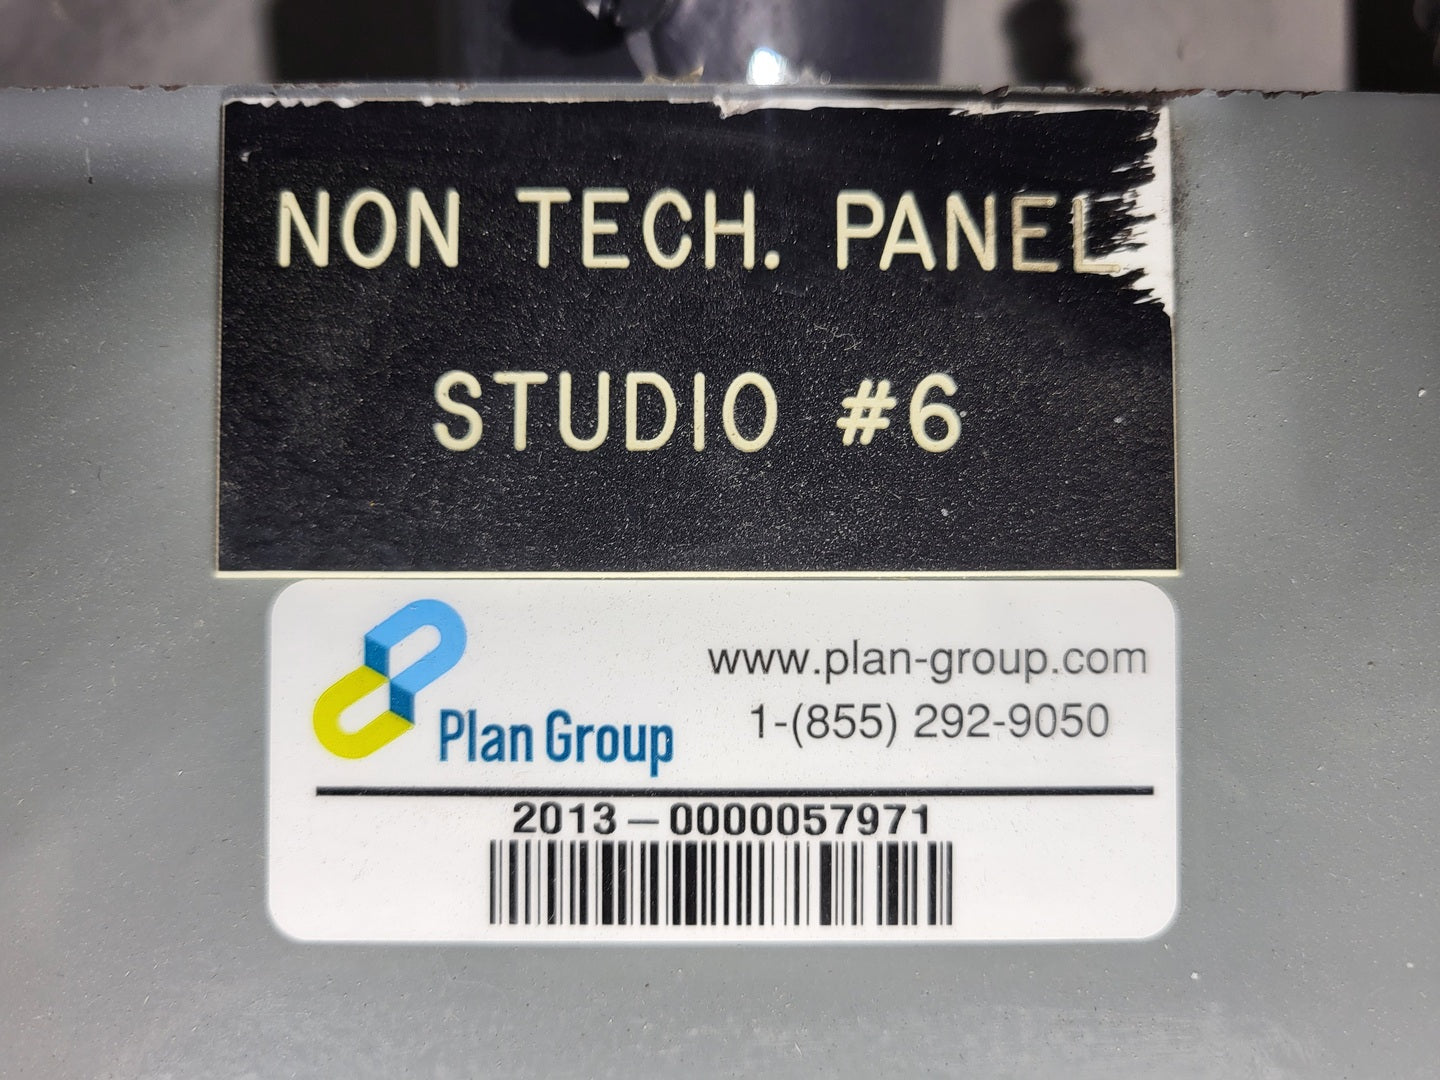 NON TECH. PANEL
STUDIO #6
www.plan-group.com
1-(855) 292-9050
Plan Group
2013-0000057971